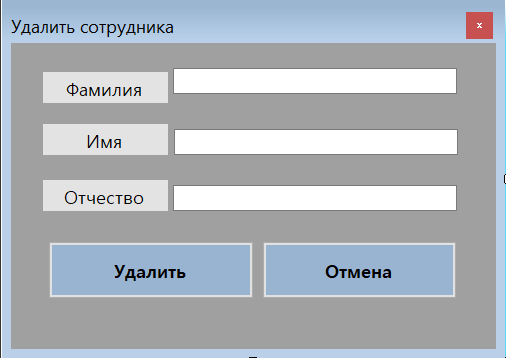 Удалить сотрудника
x
Фамилия
Имя
Отчество
Удалить
Отмена